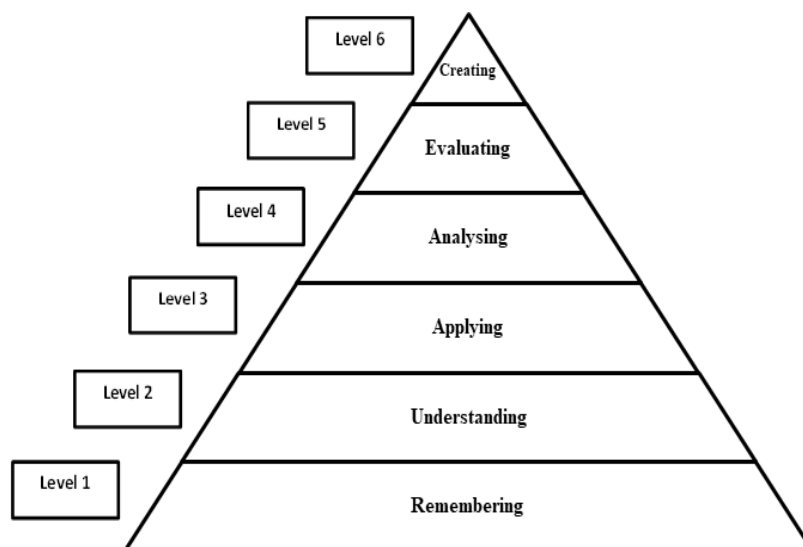 Level 6
Creating
Level 5
Evaluating
Level 4
Analysing
Level 3
Applying
Level 2
Understanding
Level 1
Remembering